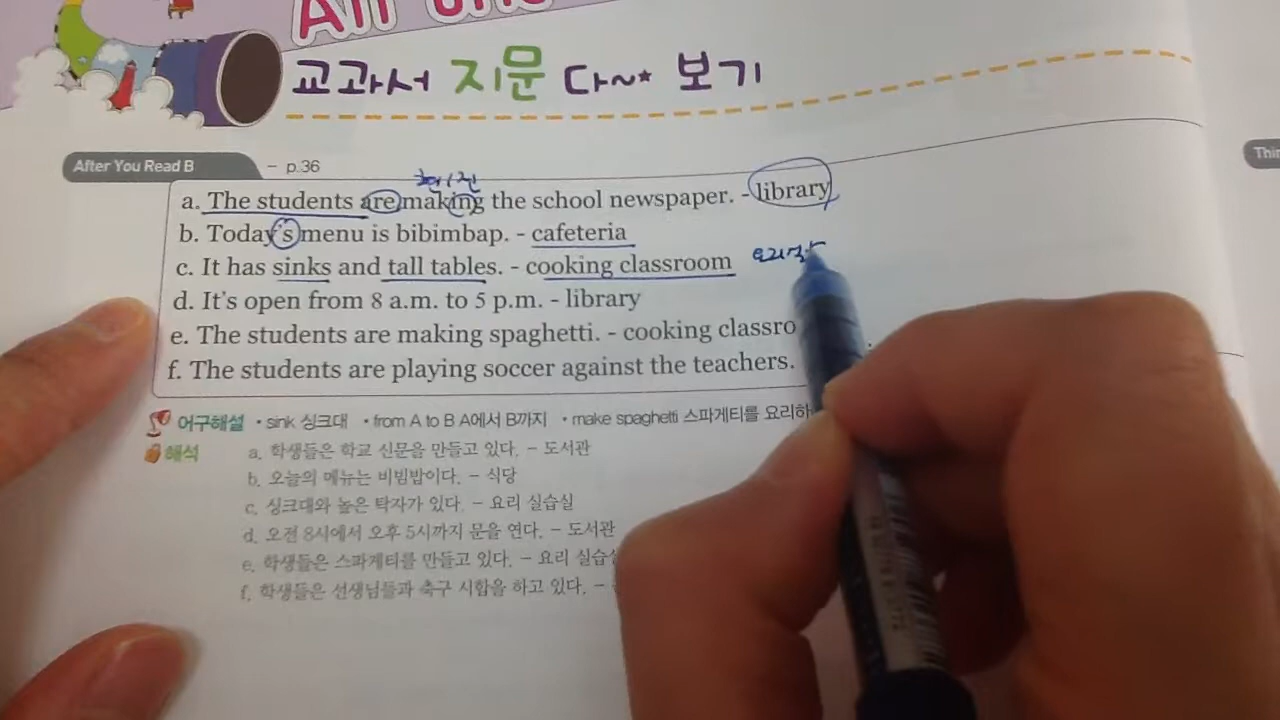 All
교과서 지문 다~★ 보기
After You Read B - p.36
현/진
a. The students are making the school newspaper. - library
b. Today's menu is bibimbap. - cafeteria
c. It has sinks and tall tables. - cooking classroom
d. It's open from 8 a.m. to 5 p.m. - library
e. The students are making spaghetti. - cooking classro
f. The students are playing soccer against the teachers.
어구해설 • sink 싱크대 • from A to B A에서 B까지 • make spaghetti 스파게티를 요리하
해석 a. 학생들은 학교 신문을 만들고 있다. - 도서관
b. 오늘의 메뉴는 비빔밥이다. - 식당
c. 싱크대와 높은 탁자가 있다. - 요리 실습실
d. 오전 8시에서 오후 5시까지 문을 연다. - 도서관
e. 학생들은 스파게티를 만들고 있다. - 요리 실습
f. 학생들은 선생님들과 축구 시합을 하고 있다. -